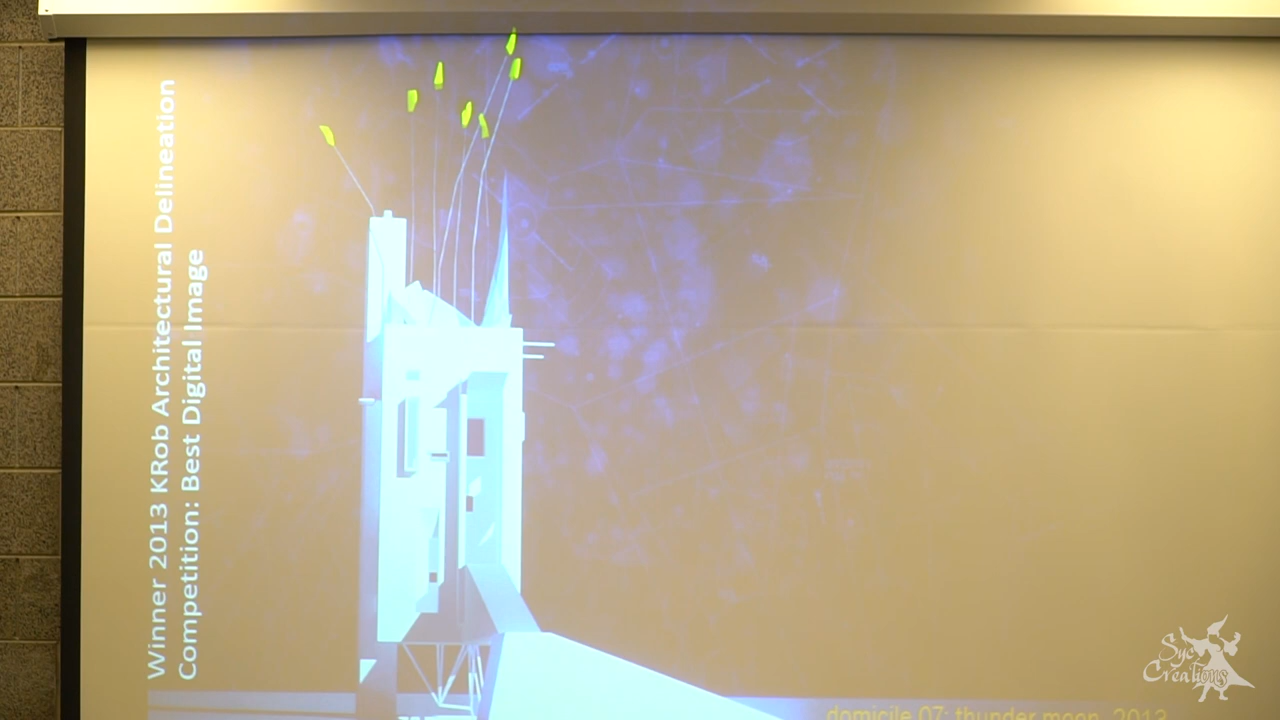 Winner 2013 KRob Architectural Delineation
Competition: Best Digital Image
domicile 07: thunder moon, 2013
Syc
Creations